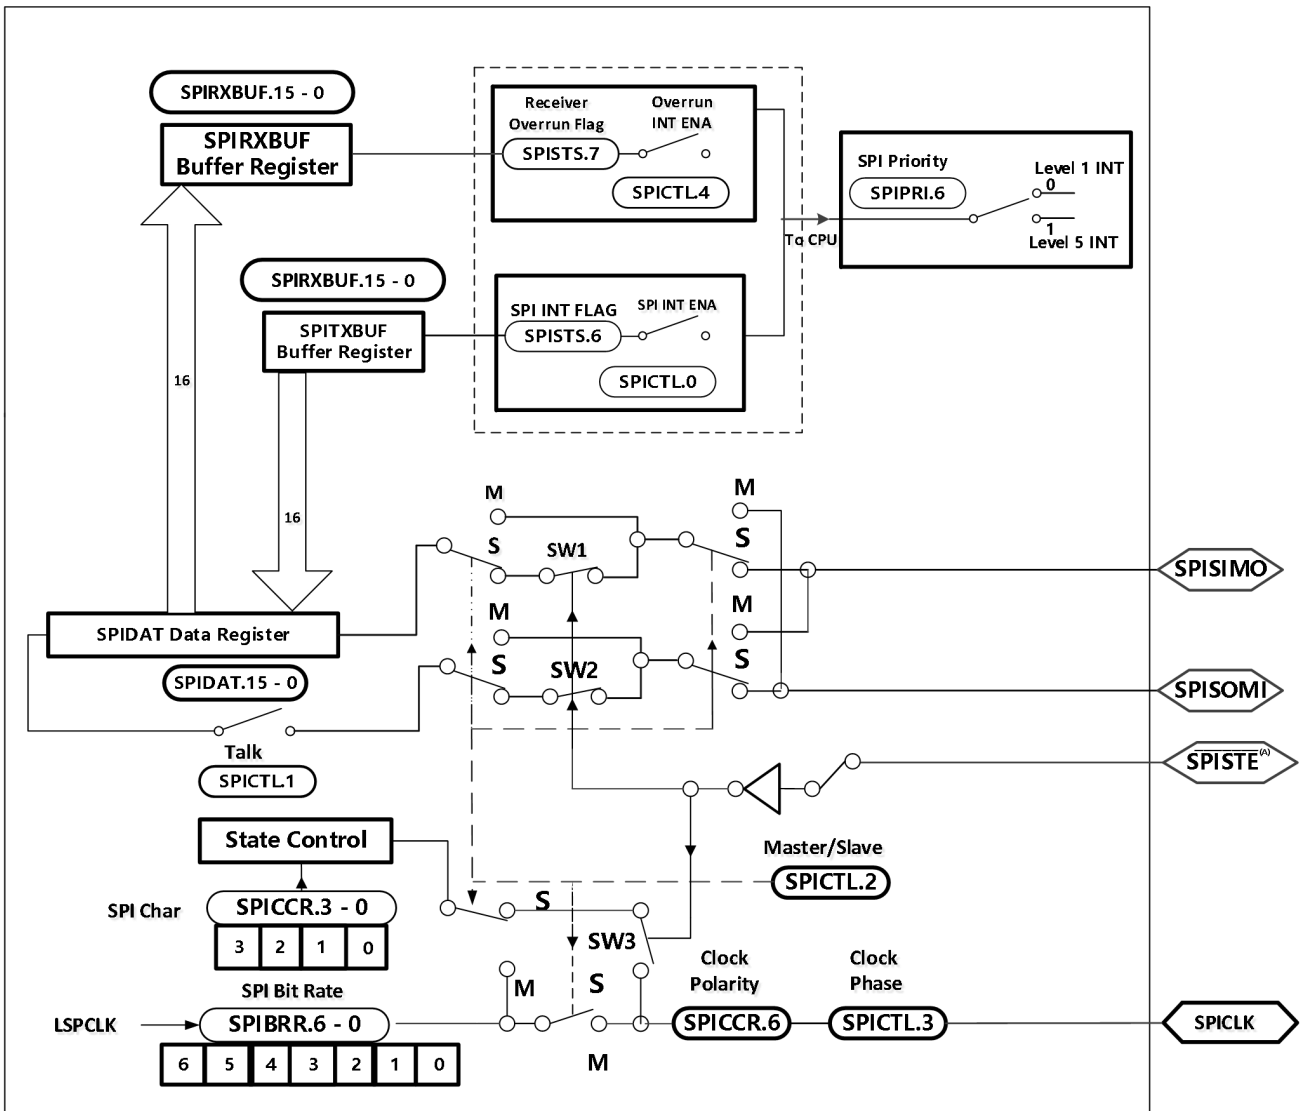 SPIRXBUF.15 - 0
SPIRXBUF
Buffer Register
Receiver
Overrun Flag
Overrun
INT ENA
SPISTS.7
SPICTL.4
SPI Priority
SPIPRI.6
Level 1 INT
0
1
Level 5 INT
To CPU
SPIRXBUF.15 - 0
SPITXBUF
Buffer Register
SPI INT FLAG
SPI INT ENA
SPISTS.6
SPICTL.0
16
16
M
S
SW1
M
S
SPISIMO
M
S
SW2
M
S
SPISOMI
SPIDAT Data Register
SPIDAT.15 - 0
Talk
SPICTL.1
SPISTE(A)
State Control
Master/Slave
SPICTL.2
SPI Char
SPICCR.3 - 0
3 2 1 0
S
SW3
M
S
M
Clock
Polarity
Clock
Phase
SPI Bit Rate
LSPCLK
SPIBRR.6 - 0
6 5 4 3 2 1 0
SPICCR.6
SPICTL.3
SPICLK